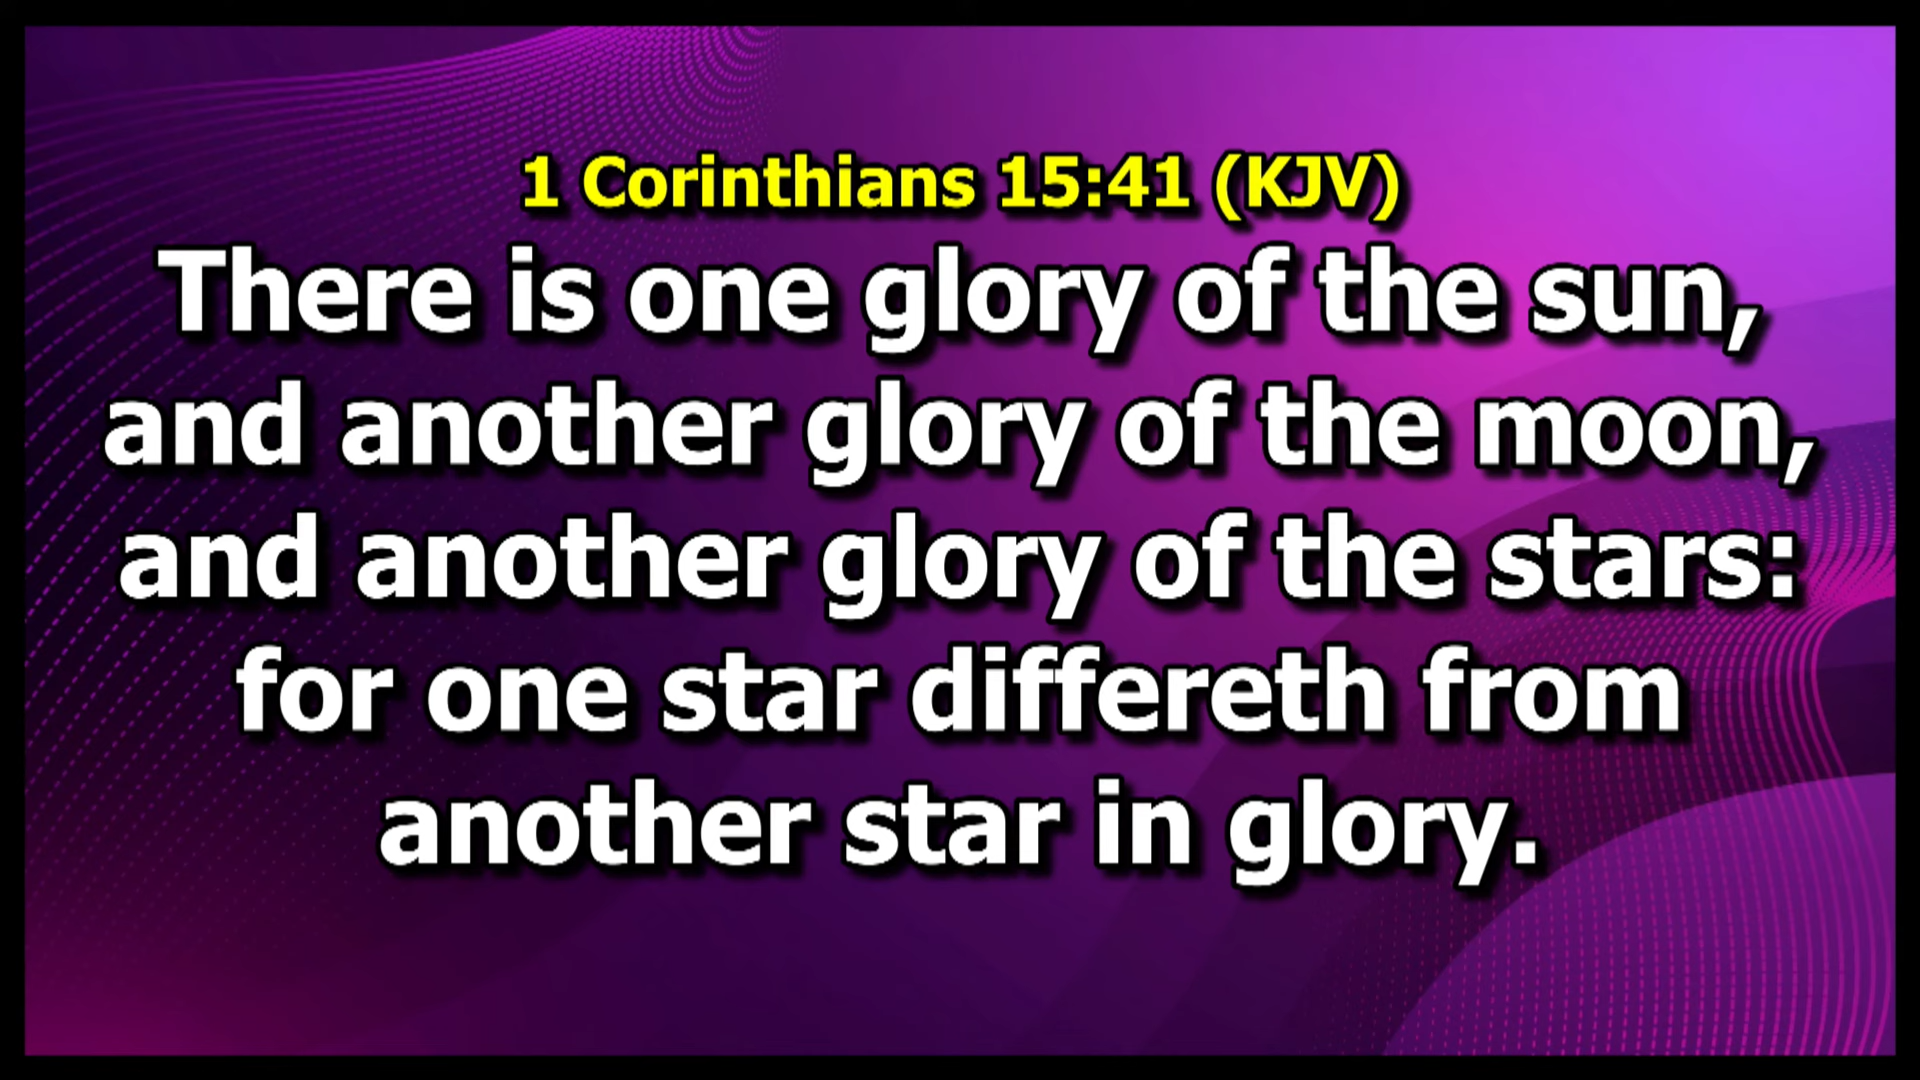 1 Corinthians 15:41 (KJV)
There is one glory of the sun,
and another glory of the moon,
and another glory of the stars:
for one star differeth from
another star in glory.